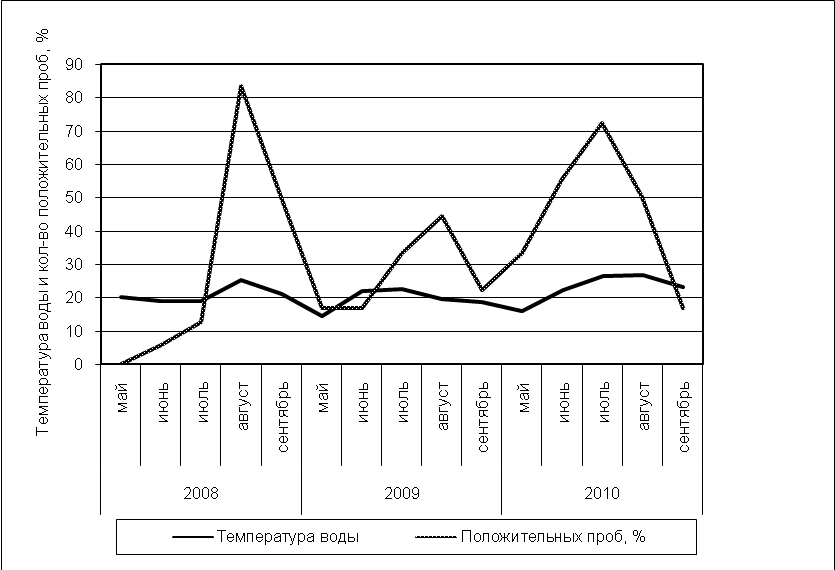 Температура воды и кол-во положительных проб, %
90
80
70
60
50
40
30
20
10
0
май
июнь
июль
август
сентябрь
май
июнь
июль
август
сентябрь
май
июнь
июль
август
сентябрь
2008
2009
2010
Температура воды
Положительных проб, %